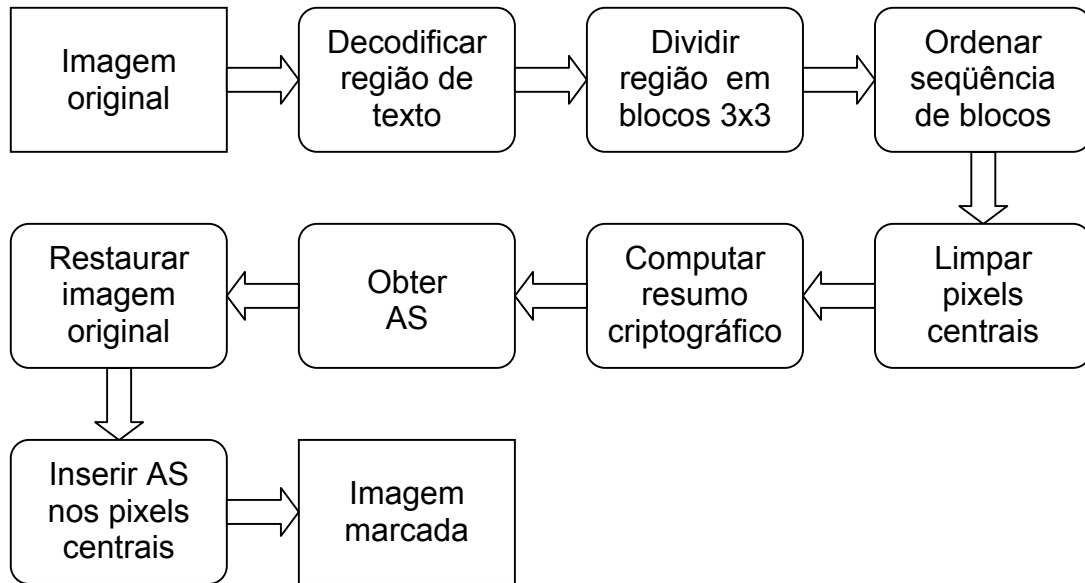 Imagem
original
Decodificar
região de
texto
Dividir
região em
blocos 3x3
Ordenar
seqüência
de blocos
Limpar
pixels
centrais
Computar
resumo
criptográfico
Obter
AS
Restaurar
imagem
original
Inserir AS
nos pixels
centrais
Imagem
marcada